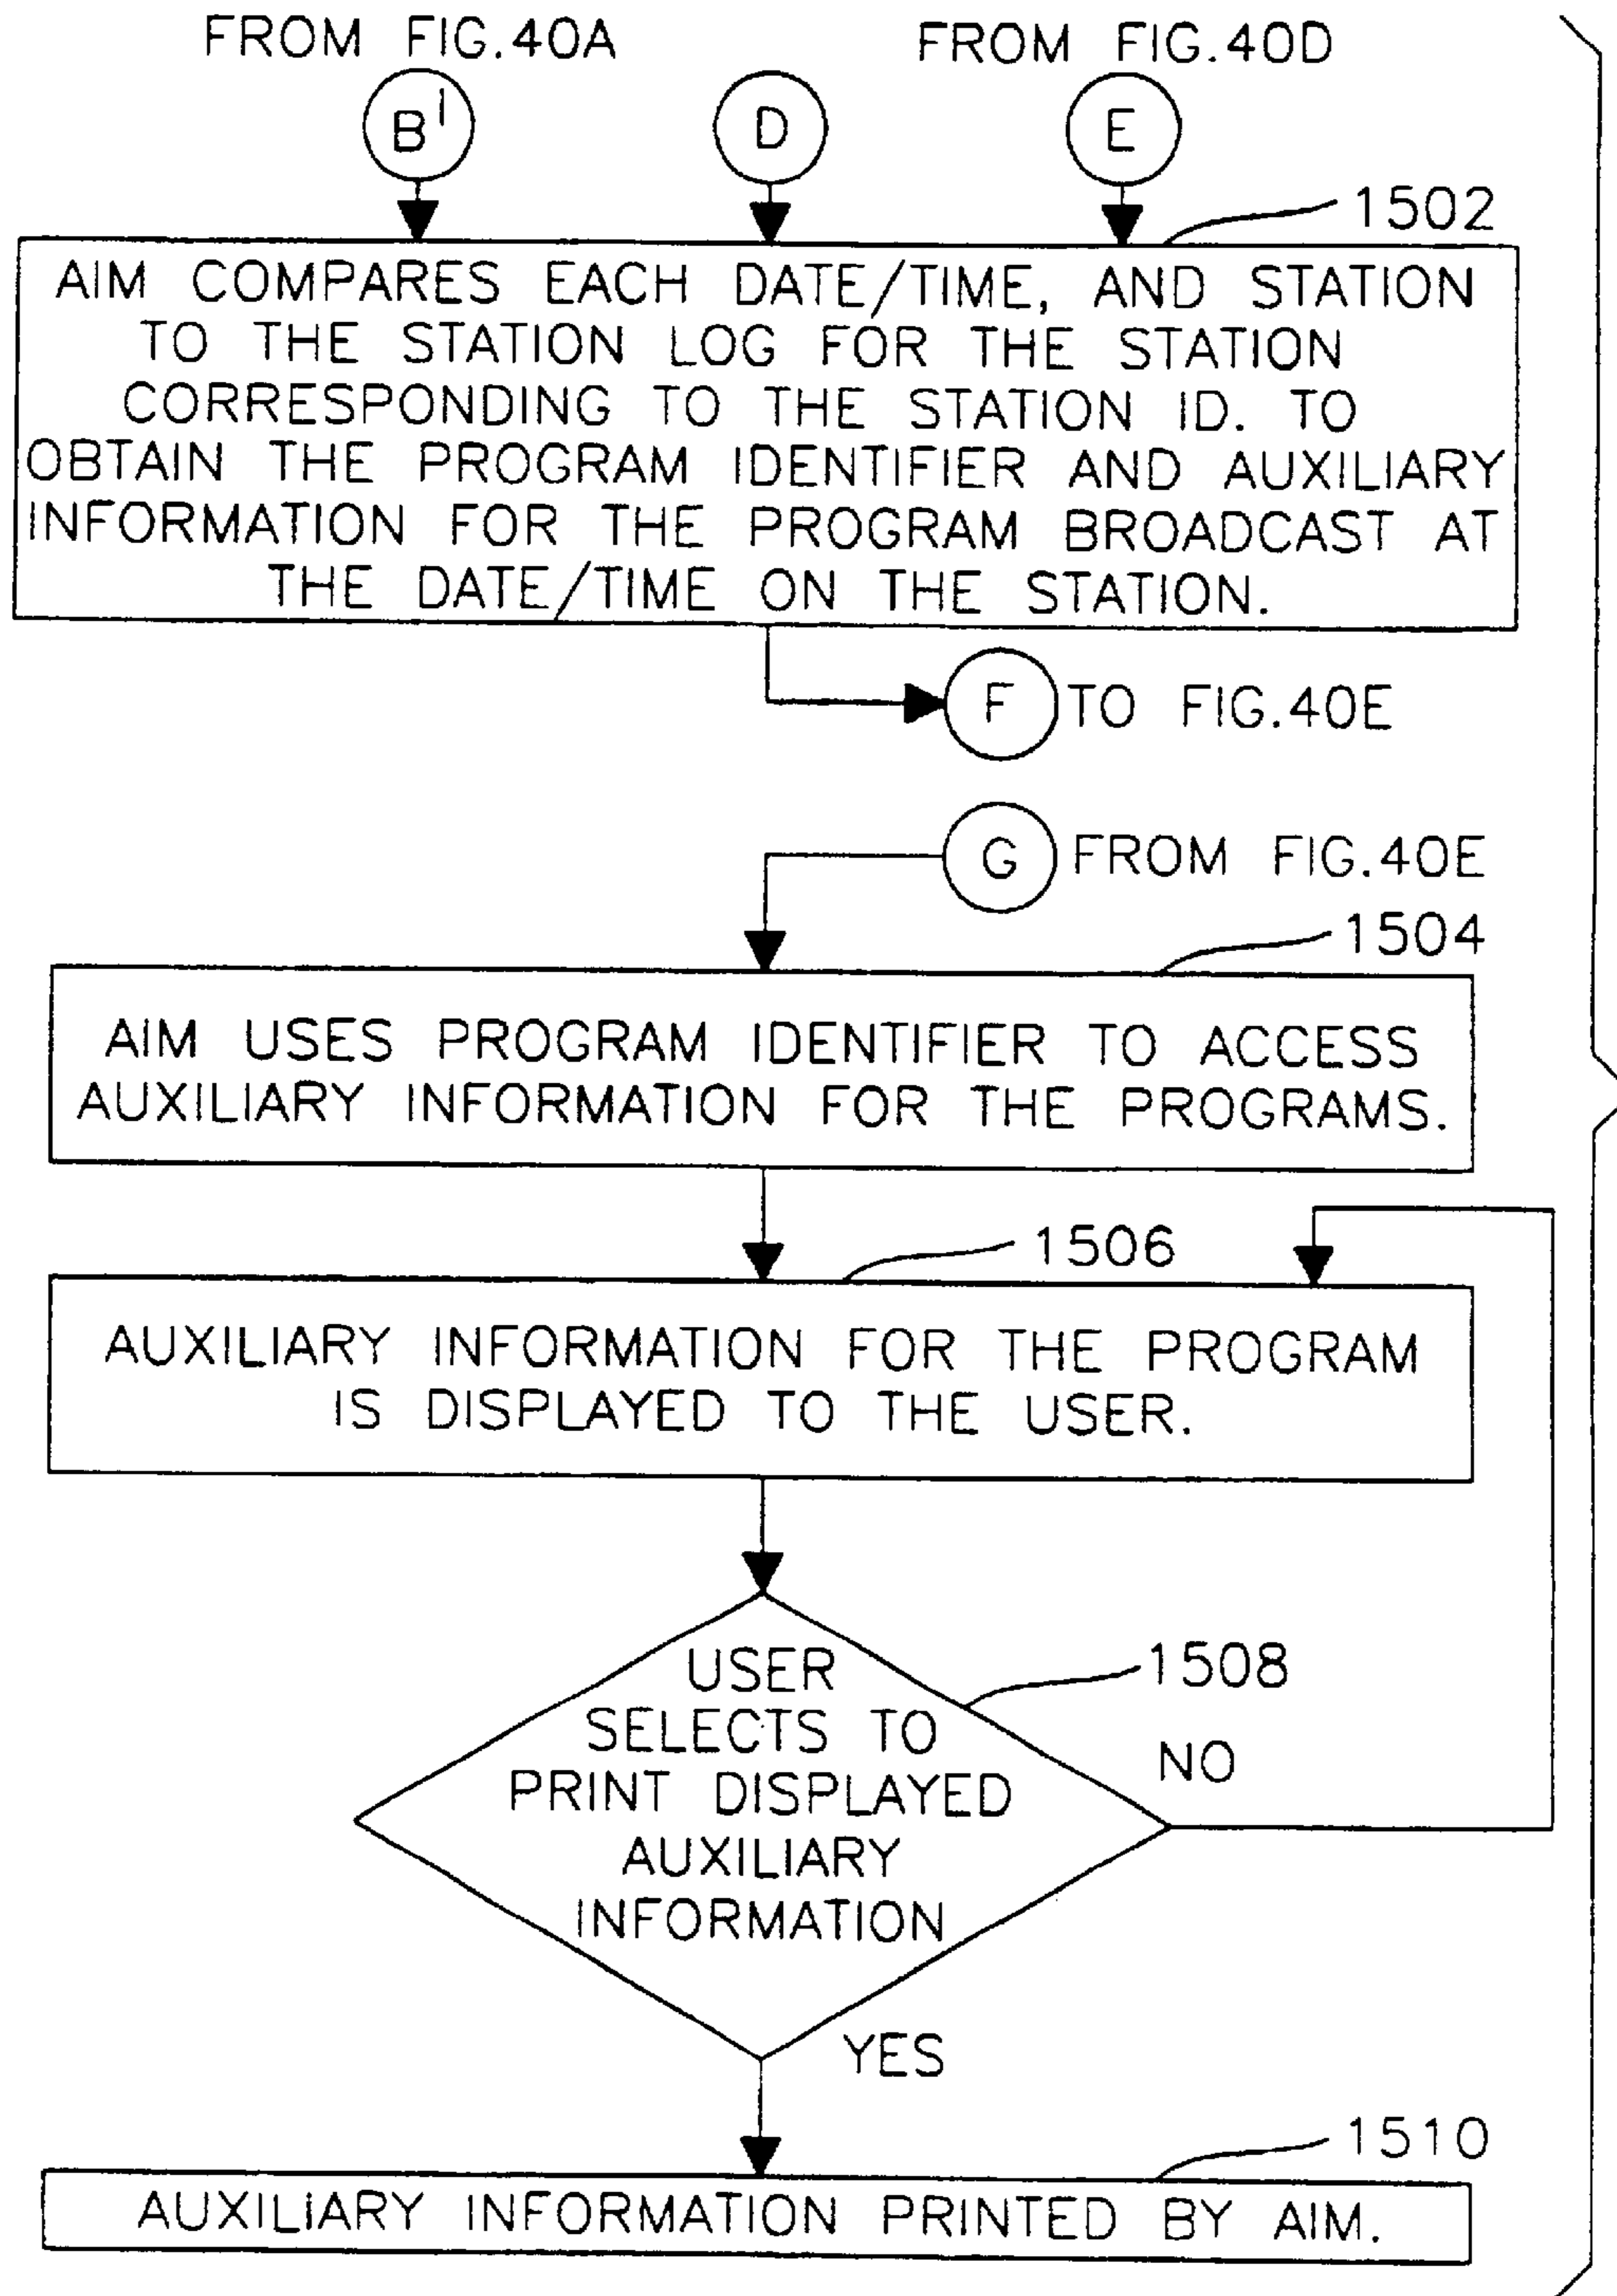 FROM FIG.40A FROM FIG.40D
B' D E
1502
AIM COMPARES EACH DATE/TIME, AND STATION
TO THE STATION LOG FOR THE STATION
CORRESPONDING TO THE STATION ID. TO
OBTAIN THE PROGRAM IDENTIFIER AND AUXILIARY
INFORMATION FOR THE PROGRAM BROADCAST AT
THE DATE/TIME ON THE STATION.
F TO FIG.40E
G FROM FIG.40E
1504
AIM USES PROGRAM IDENTIFIER TO ACCESS
AUXILIARY INFORMATION FOR THE PROGRAMS.
1506
AUXILIARY INFORMATION FOR THE PROGRAM
IS DISPLAYED TO THE USER.
1508
USER
SELECTS TO
PRINT DISPLAYED
AUXILIARY
INFORMATION
NO
YES
1510
AUXILIARY INFORMATION PRINTED BY AIM.